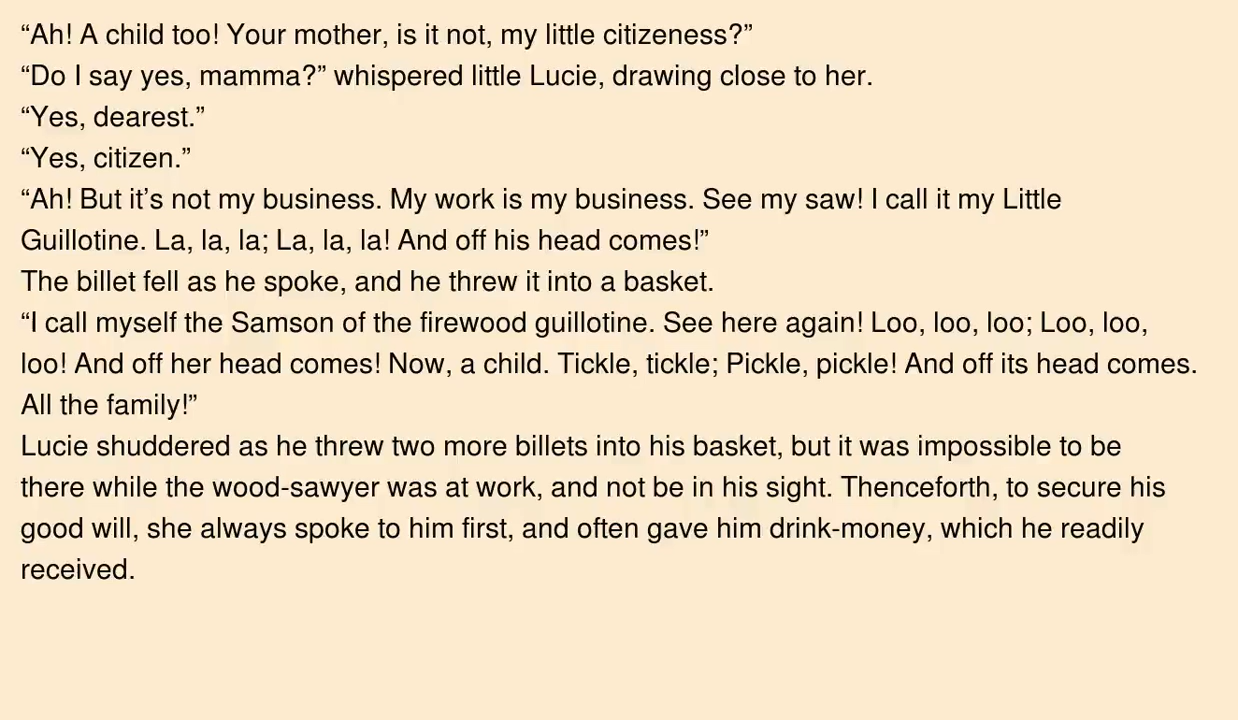 “Ah! A child too! Your mother, is it not, my little citizeness?”
“Do I say yes, mamma?” whispered little Lucie, drawing close to her.
“Yes, dearest.”
“Yes, citizen.”
“Ah! But it’s not my business. My work is my business. See my saw! I call it my Little
Guillotine. La, la, la; La, la, la! And off his head comes!”
The billet fell as he spoke, and he threw it into a basket.
“I call myself the Samson of the firewood guillotine. See here again! Loo, loo, loo; Loo, loo,
loo! And off her head comes! Now, a child. Tickle, tickle; Pickle, pickle! And off its head comes.
All the family!”
Lucie shuddered as he threw two more billets into his basket, but it was impossible to be
there while the wood-sawyer was at work, and not be in his sight. Thenceforth, to secure his
good will, she always spoke to him first, and often gave him drink-money, which he readily
received.